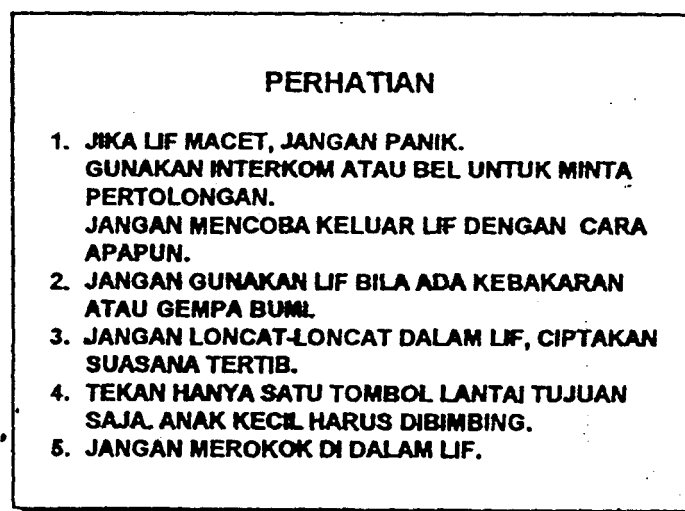 PERHATIAN
1. JIKA LIF MACET, JANGAN PANIK.
GUNAKAN INTERKOM ATAU BEL UNTUK MINTA
PERTOLONGAN.
JANGAN MENCOBA KELUAR LIF DENGAN CARA
APAPUN.
2. JANGAN GUNAKAN LIF BILA ADA KEBAKARAN
ATAU GEMPA BUMI.
3. JANGAN LONCAT-LONCAT DALAM LIF, CIPTAKAN
SUASANA TERTIB.
4. TEKAN HANYA SATU TOMBOL LANTAI TUJUAN
SAJA. ANAK KECIL HARUS DIBIMBING.
5. JANGAN MEROKOK DI DALAM LIF.